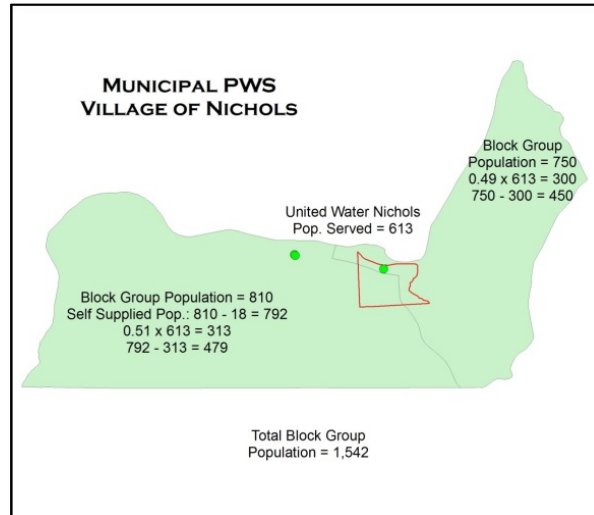 MUNICIPAL PWS
VILLAGE OF NICHOLS
Block Group
Population = 750
0.49 x 613 = 300
750 - 300 = 450
United Water Nichols
Pop. Served = 613
Block Group Population = 810
Self Supplied Pop.: 810 - 18 = 792
0.51 x 613 = 313
792 - 313 = 479
Total Block Group
Population = 1,542